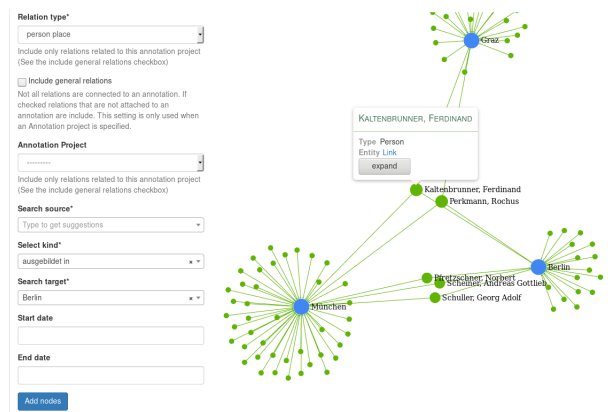 Relation type*
person place
Include only relations related to this annotation project
(See the include general relations checkbox)
Include general relations
Not all relations are connected to an annotation. If
checked relations that are not attached to an
annotation are include. This setting is only used when
an Annotation project is specified.
Annotation Project
---------
Include only relations related to this annotation project
(See the include general relations checkbox)
Search source*
Type to get suggestions
Select kind*
ausgebildet in
Search target*
Berlin
Start date
End date
Add nodes
Graz
KALTENBRUNNER, FERDINAND
Type Person
Entity Link
expand
Kaltenbrunner, Ferdinand
Perkmann, Rochus
Berlin
Pfretzschner, Norbert
Scheiner, Andreas Gottlieb
Schuller, Georg Adolf
München